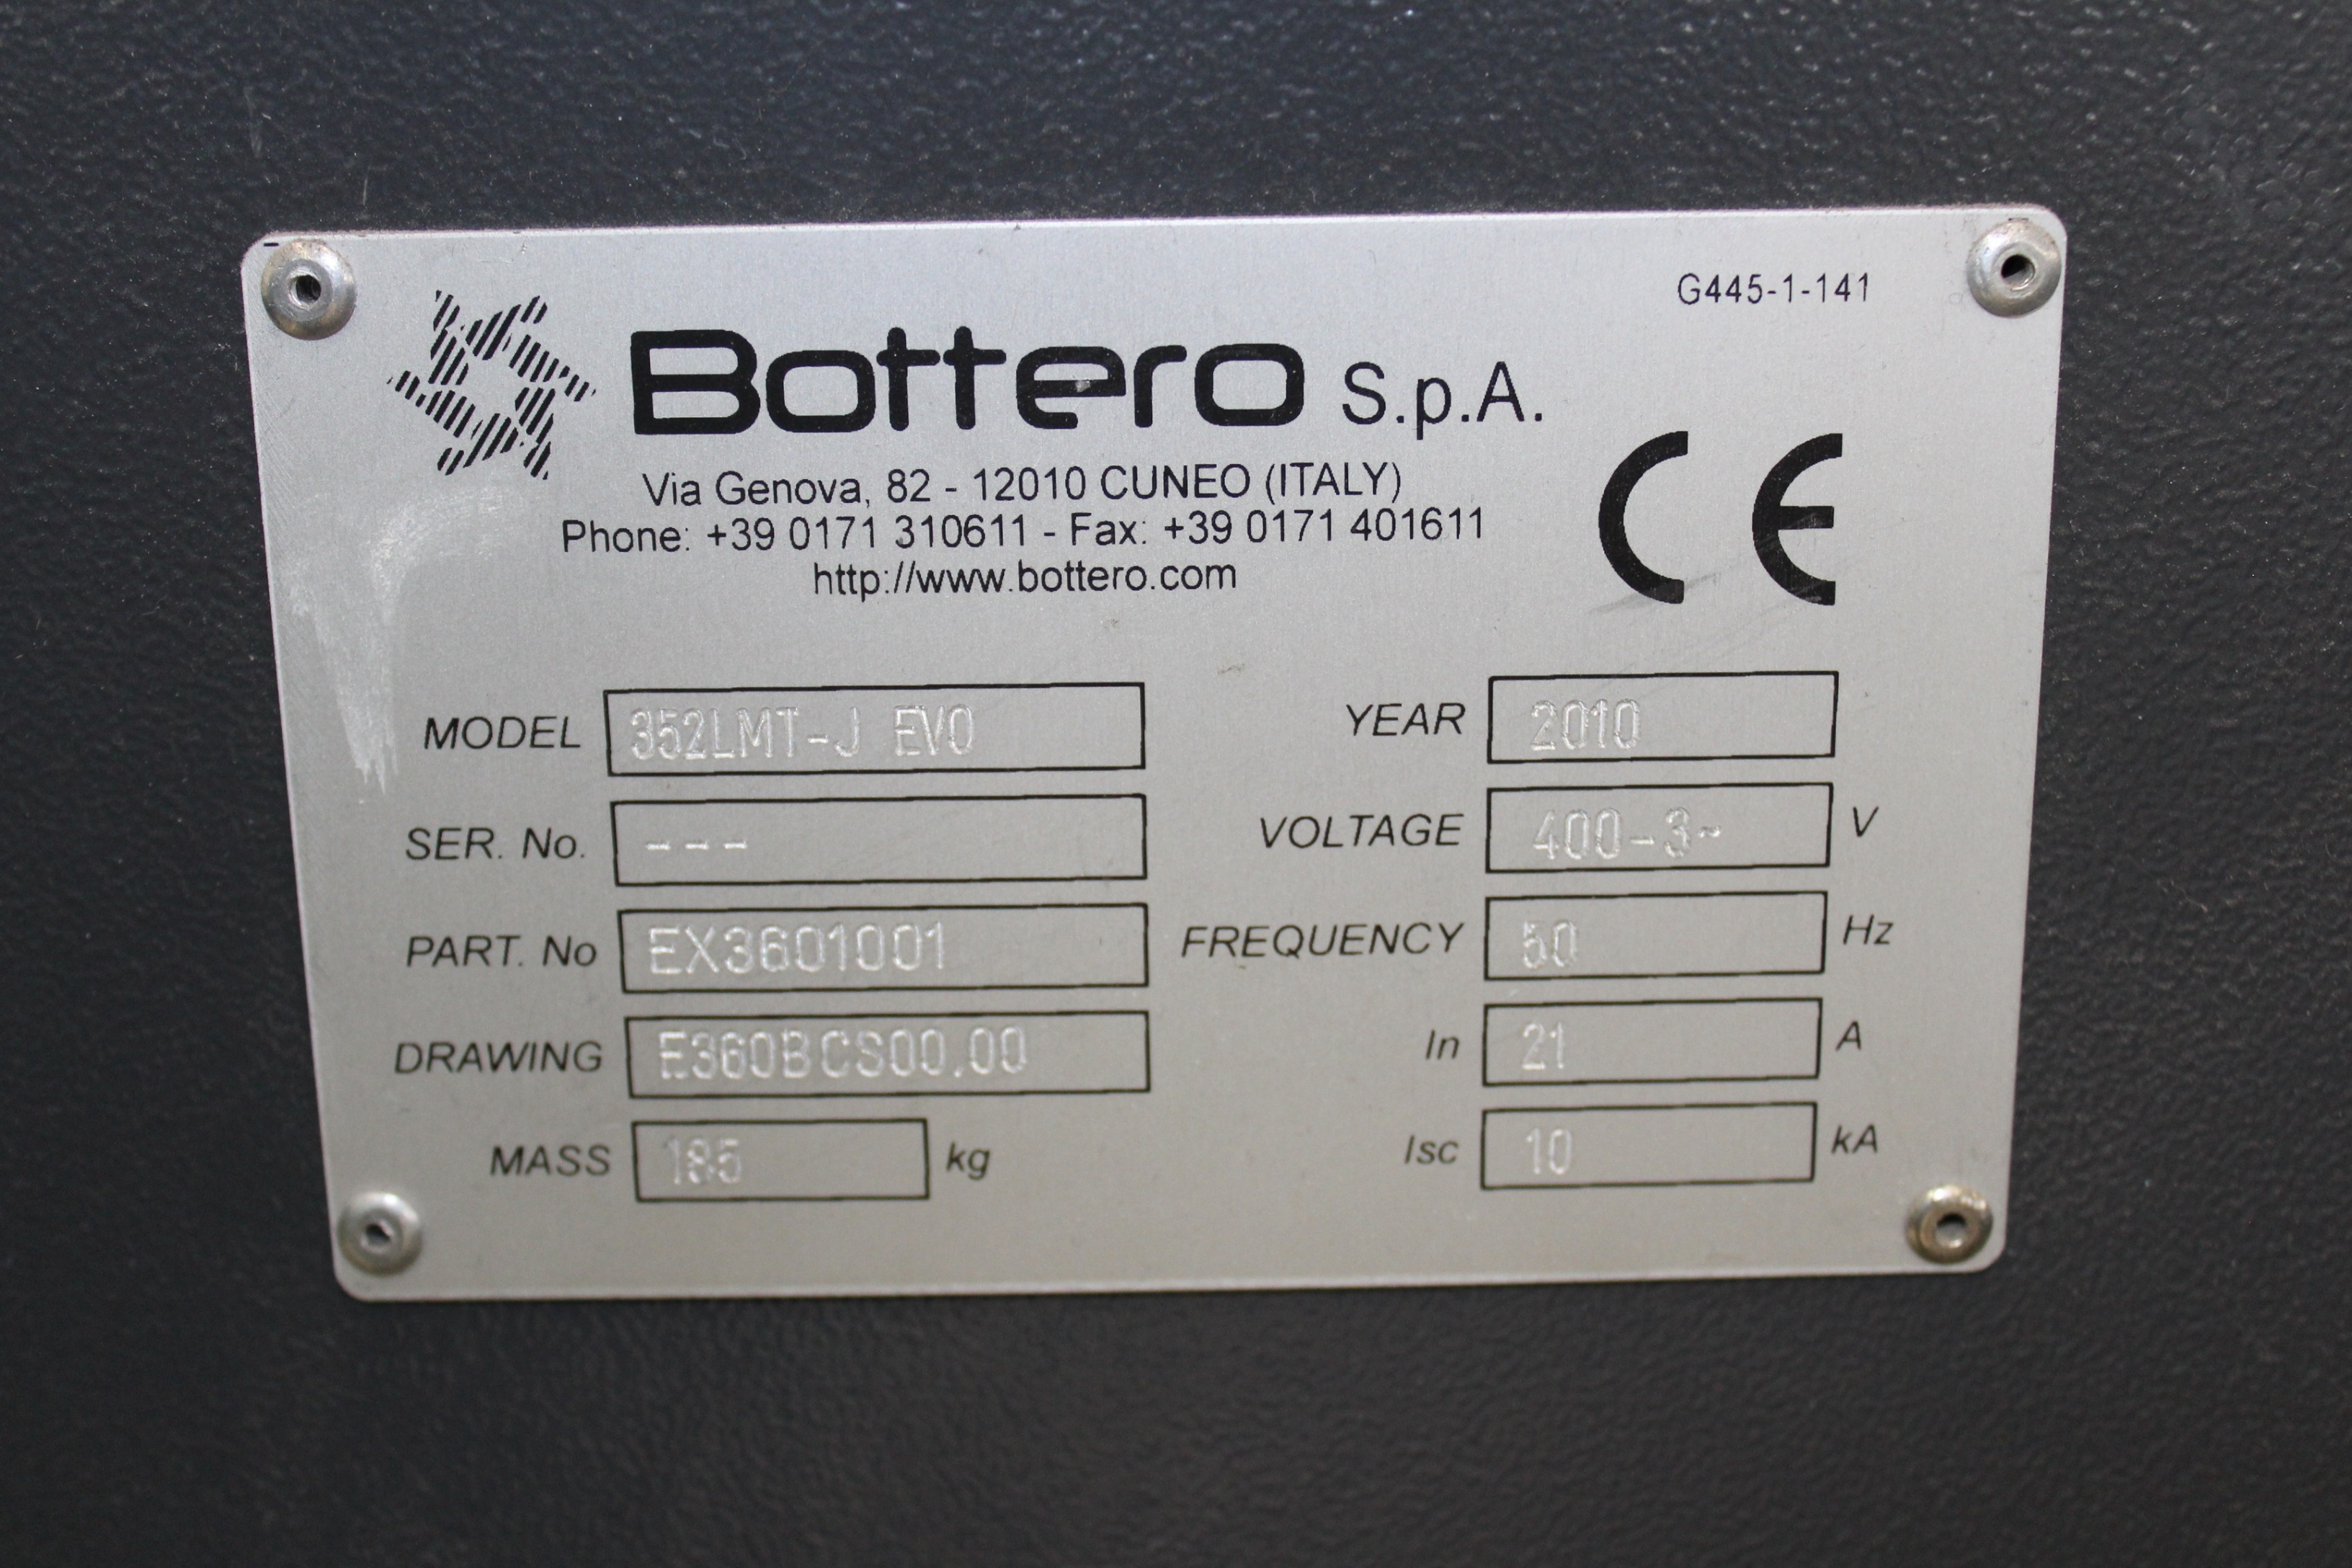 G445-1-141
Bottero S.p.A.
Via Genova, 82 - 12010 CUNEO (ITALY)
Phone: +39 0171 310611 - Fax: +39 0171 401611
http://www.bottero.com
CE
MODEL 352LMT-J EVO
YEAR 2010
SER. No. ---
VOLTAGE 400-3~ V
PART. No EX3601001
FREQUENCY 50 Hz
DRAWING E360BCS00.00
In 21 A
MASS 185 kg
Isc 10 kA